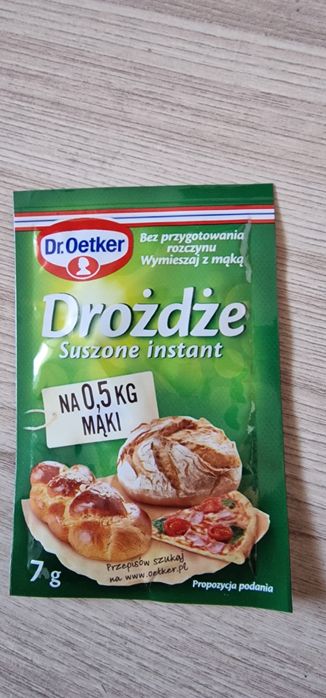 Dr.Oetker
Bez przygotowania
rozczynu
Wymieszaj z mąką
Drożdże
Suszone instant
NA 0,5 KG
MĄKI
Przepisów szukaj
na www.oetker.pl
7 g
Propozycja podania